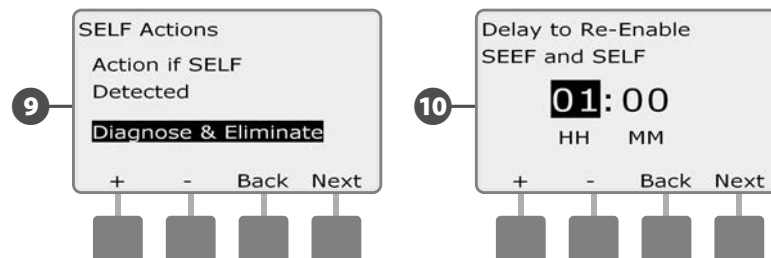 9
SELF Actions
Action if SELF
Detected
Diagnose & Eliminate
+ - Back Next
10
Delay to Re-Enable
SEEF and SELF
01:00
HH MM
+ - Back Next